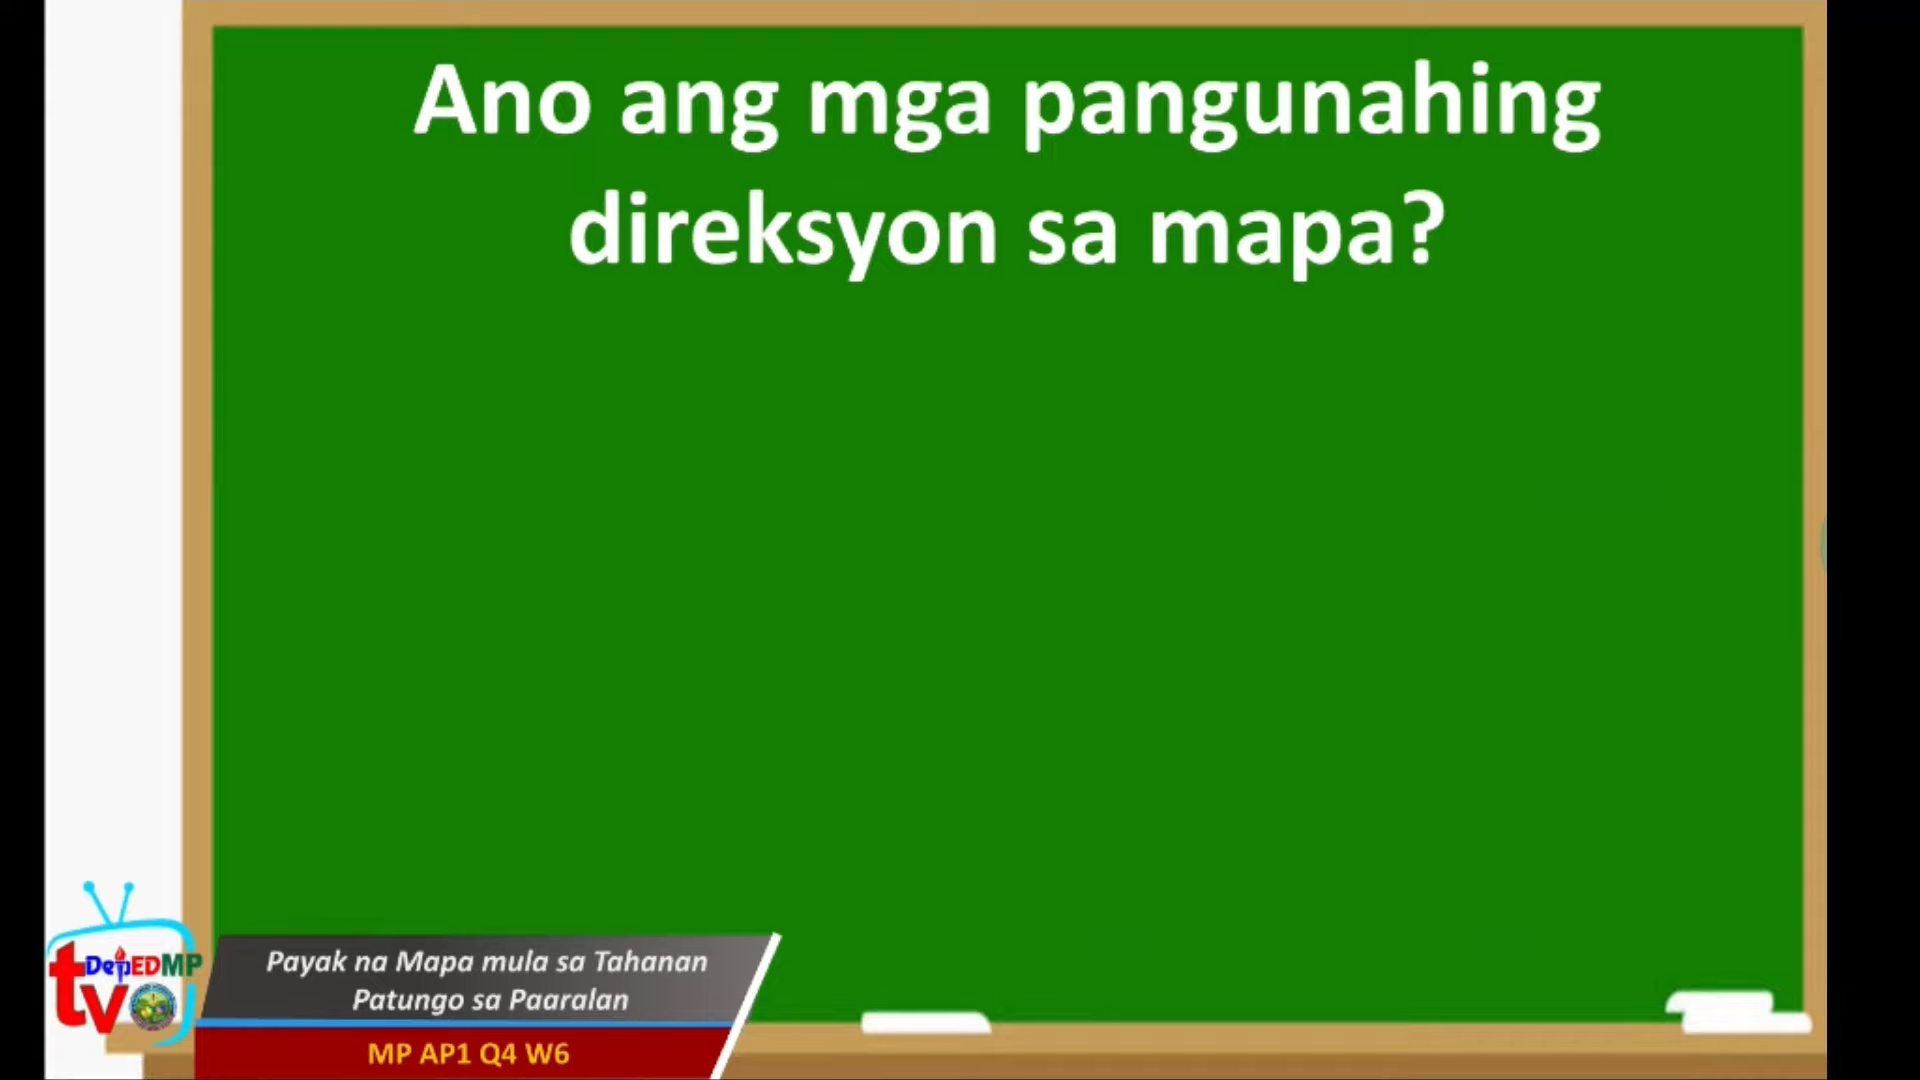 Ano ang mga pangunahing
direksyon sa mapa?
DepEDMP
tv
Payak na Mapa mula sa Tahanan
Patungo sa Paaralan
MP AP1 Q4 W6